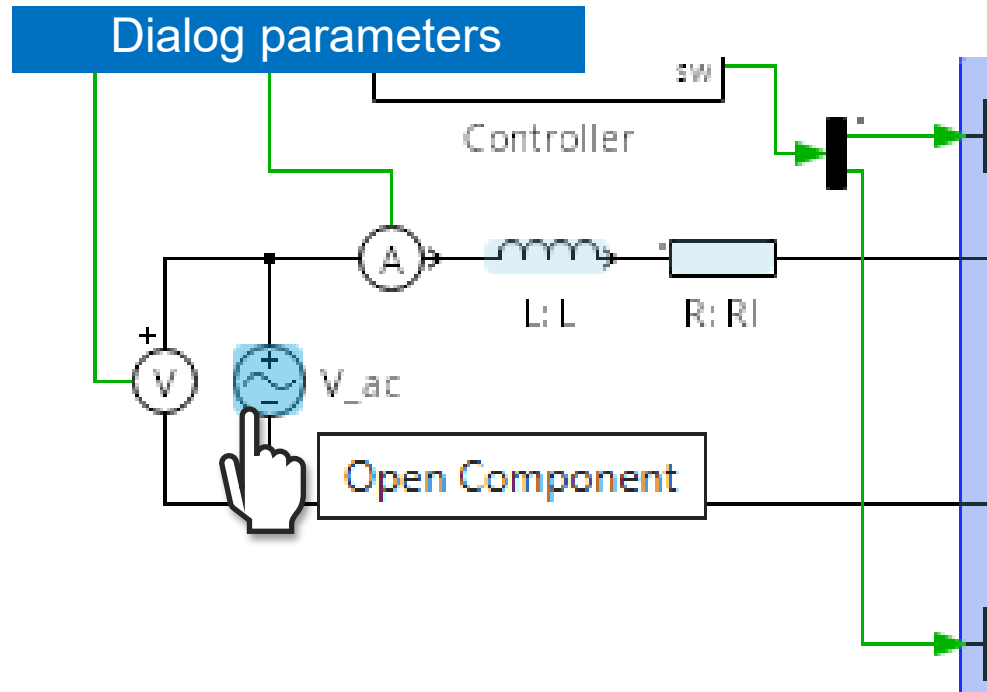 Dialog parameters
sw
Controller
A
L: L
R: Rl
+
V
+
V_ac
Open Component